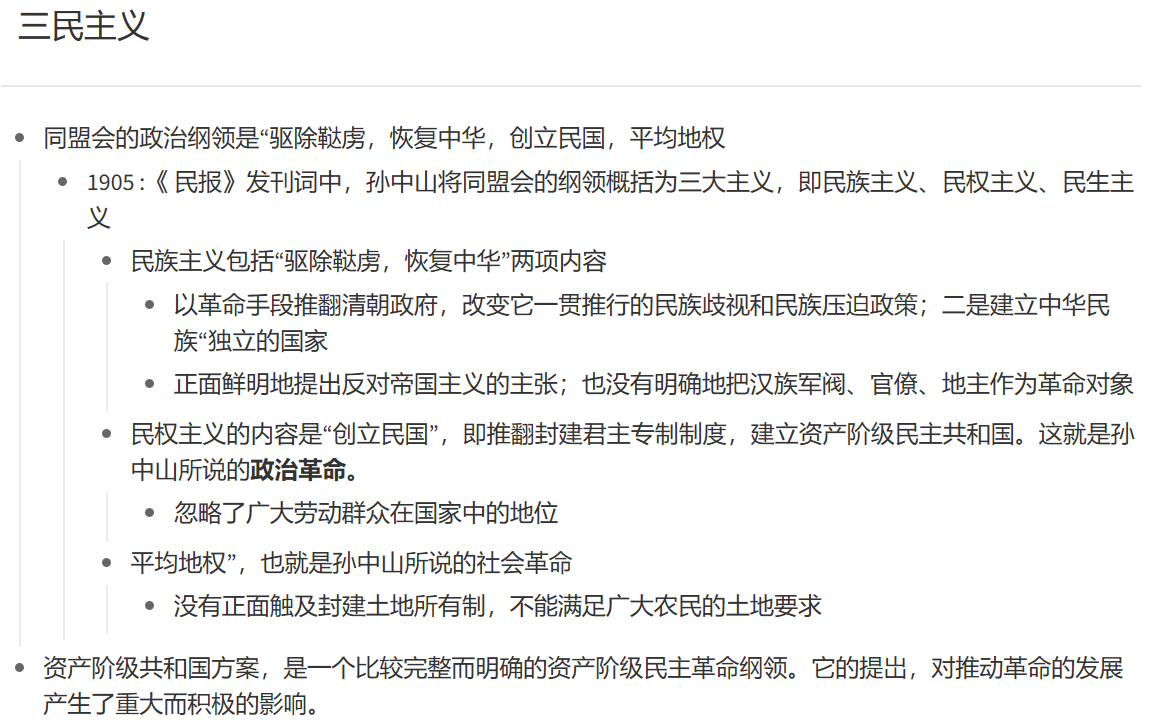 三民主义
同盟会的政治纲领是“驱除鞑虏，恢复中华，创立民国，平均地权
1905：《 民报》发刊词中，孙中山将同盟会的纲领概括为三大主义，即民族主义、民权主义、民生主
义
民族主义包括“驱除鞑虏，恢复中华”两项内容
以革命手段推翻清朝政府，改变它一贯推行的民族歧视和民族压迫政策；二是建立中华民
族“独立的国家
正面鲜明地提出反对帝国主义的主张；也没有明确地把汉族军阀、官僚、地主作为革命对象
民权主义的内容是“创立民国”，即推翻封建君主专制制度，建立资产阶级民主共和国。这就是孙
中山所说的政治革命。
忽略了广大劳动群众在国家中的地位
平均地权”，也就是孙中山所说的社会革命
没有正面触及封建土地所有制，不能满足广大农民的土地要求
资产阶级共和国方案，是一个比较完整而明确的资产阶级民主革命纲领。它的提出，对推动革命的发展
产生了重大而积极的影响。